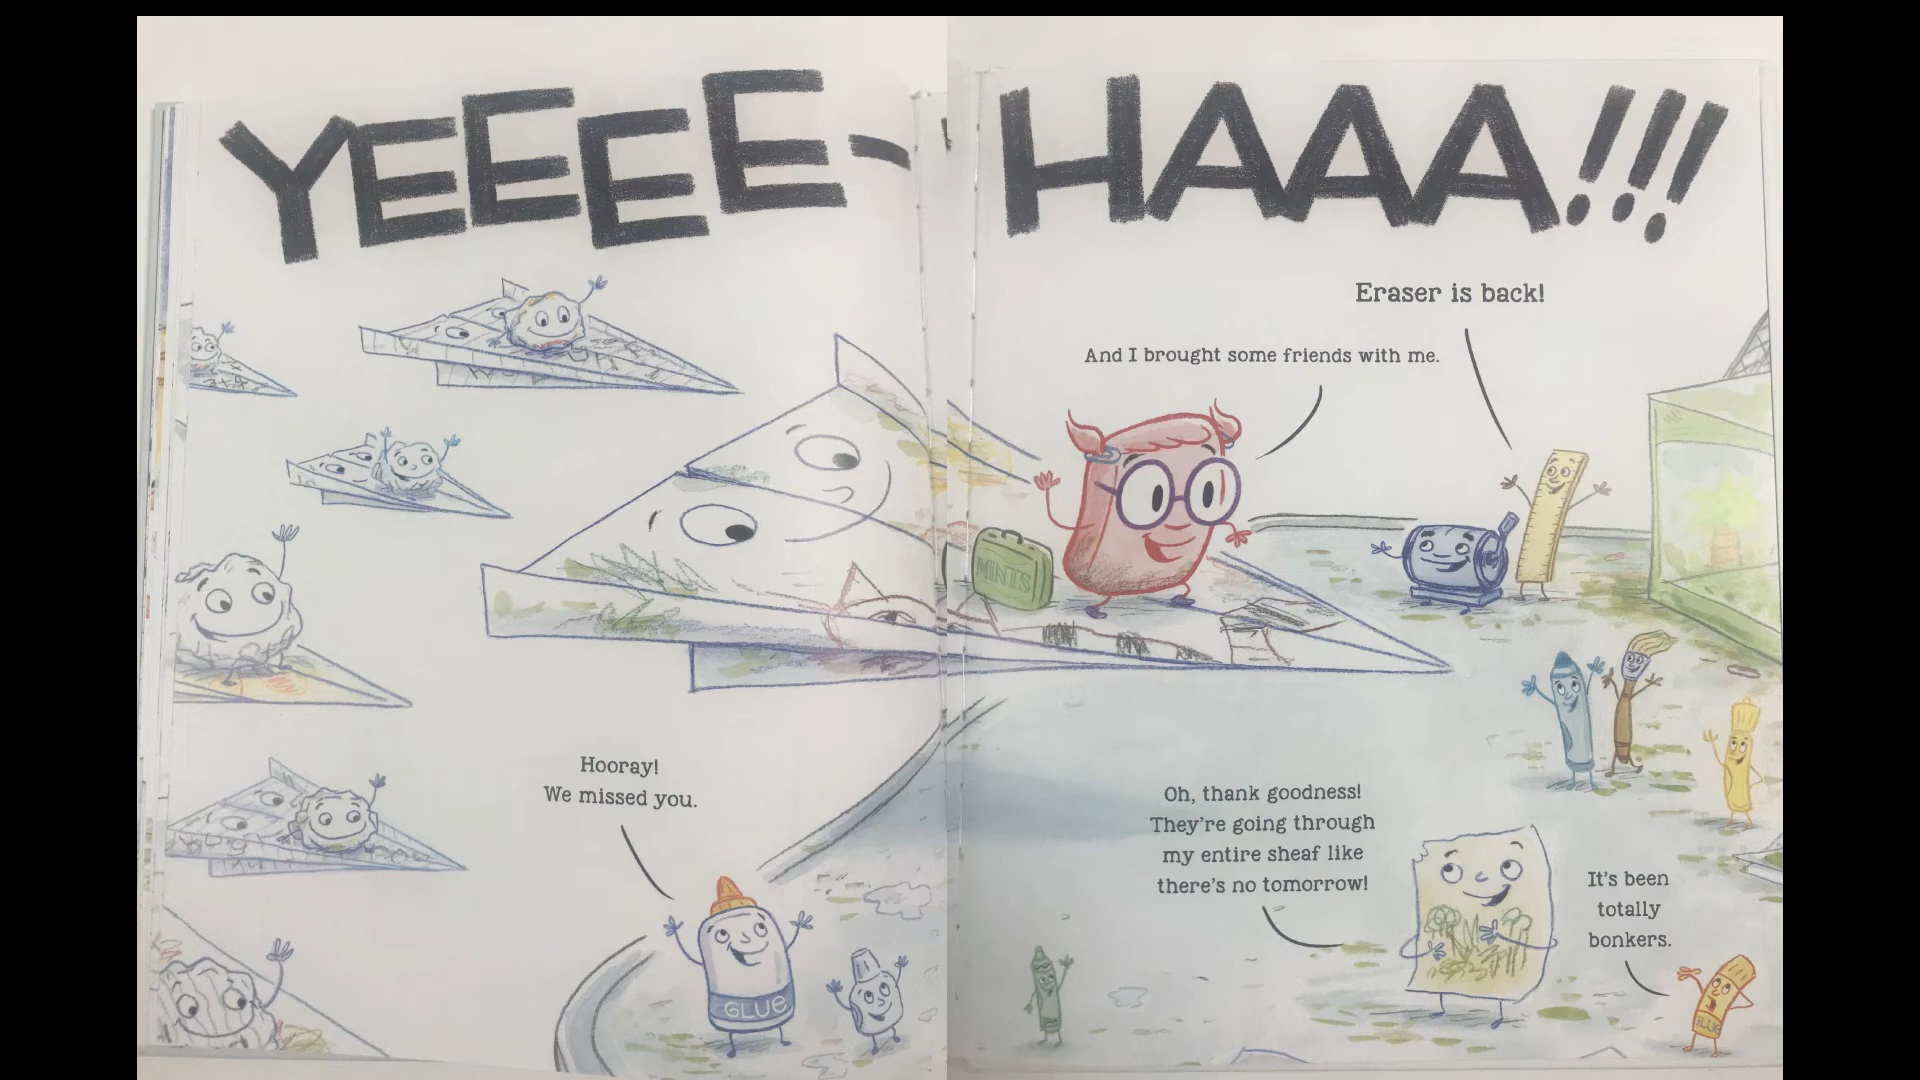 YEEEE-HAAA!!!
Eraser is back!
And I brought some friends with me.
MINTS
Hooray!
We missed you.
GLUE
Oh, thank goodness!
They're going through
my entire sheaf like
there's no tomorrow!
It's been
totally
bonkers.
GLUE